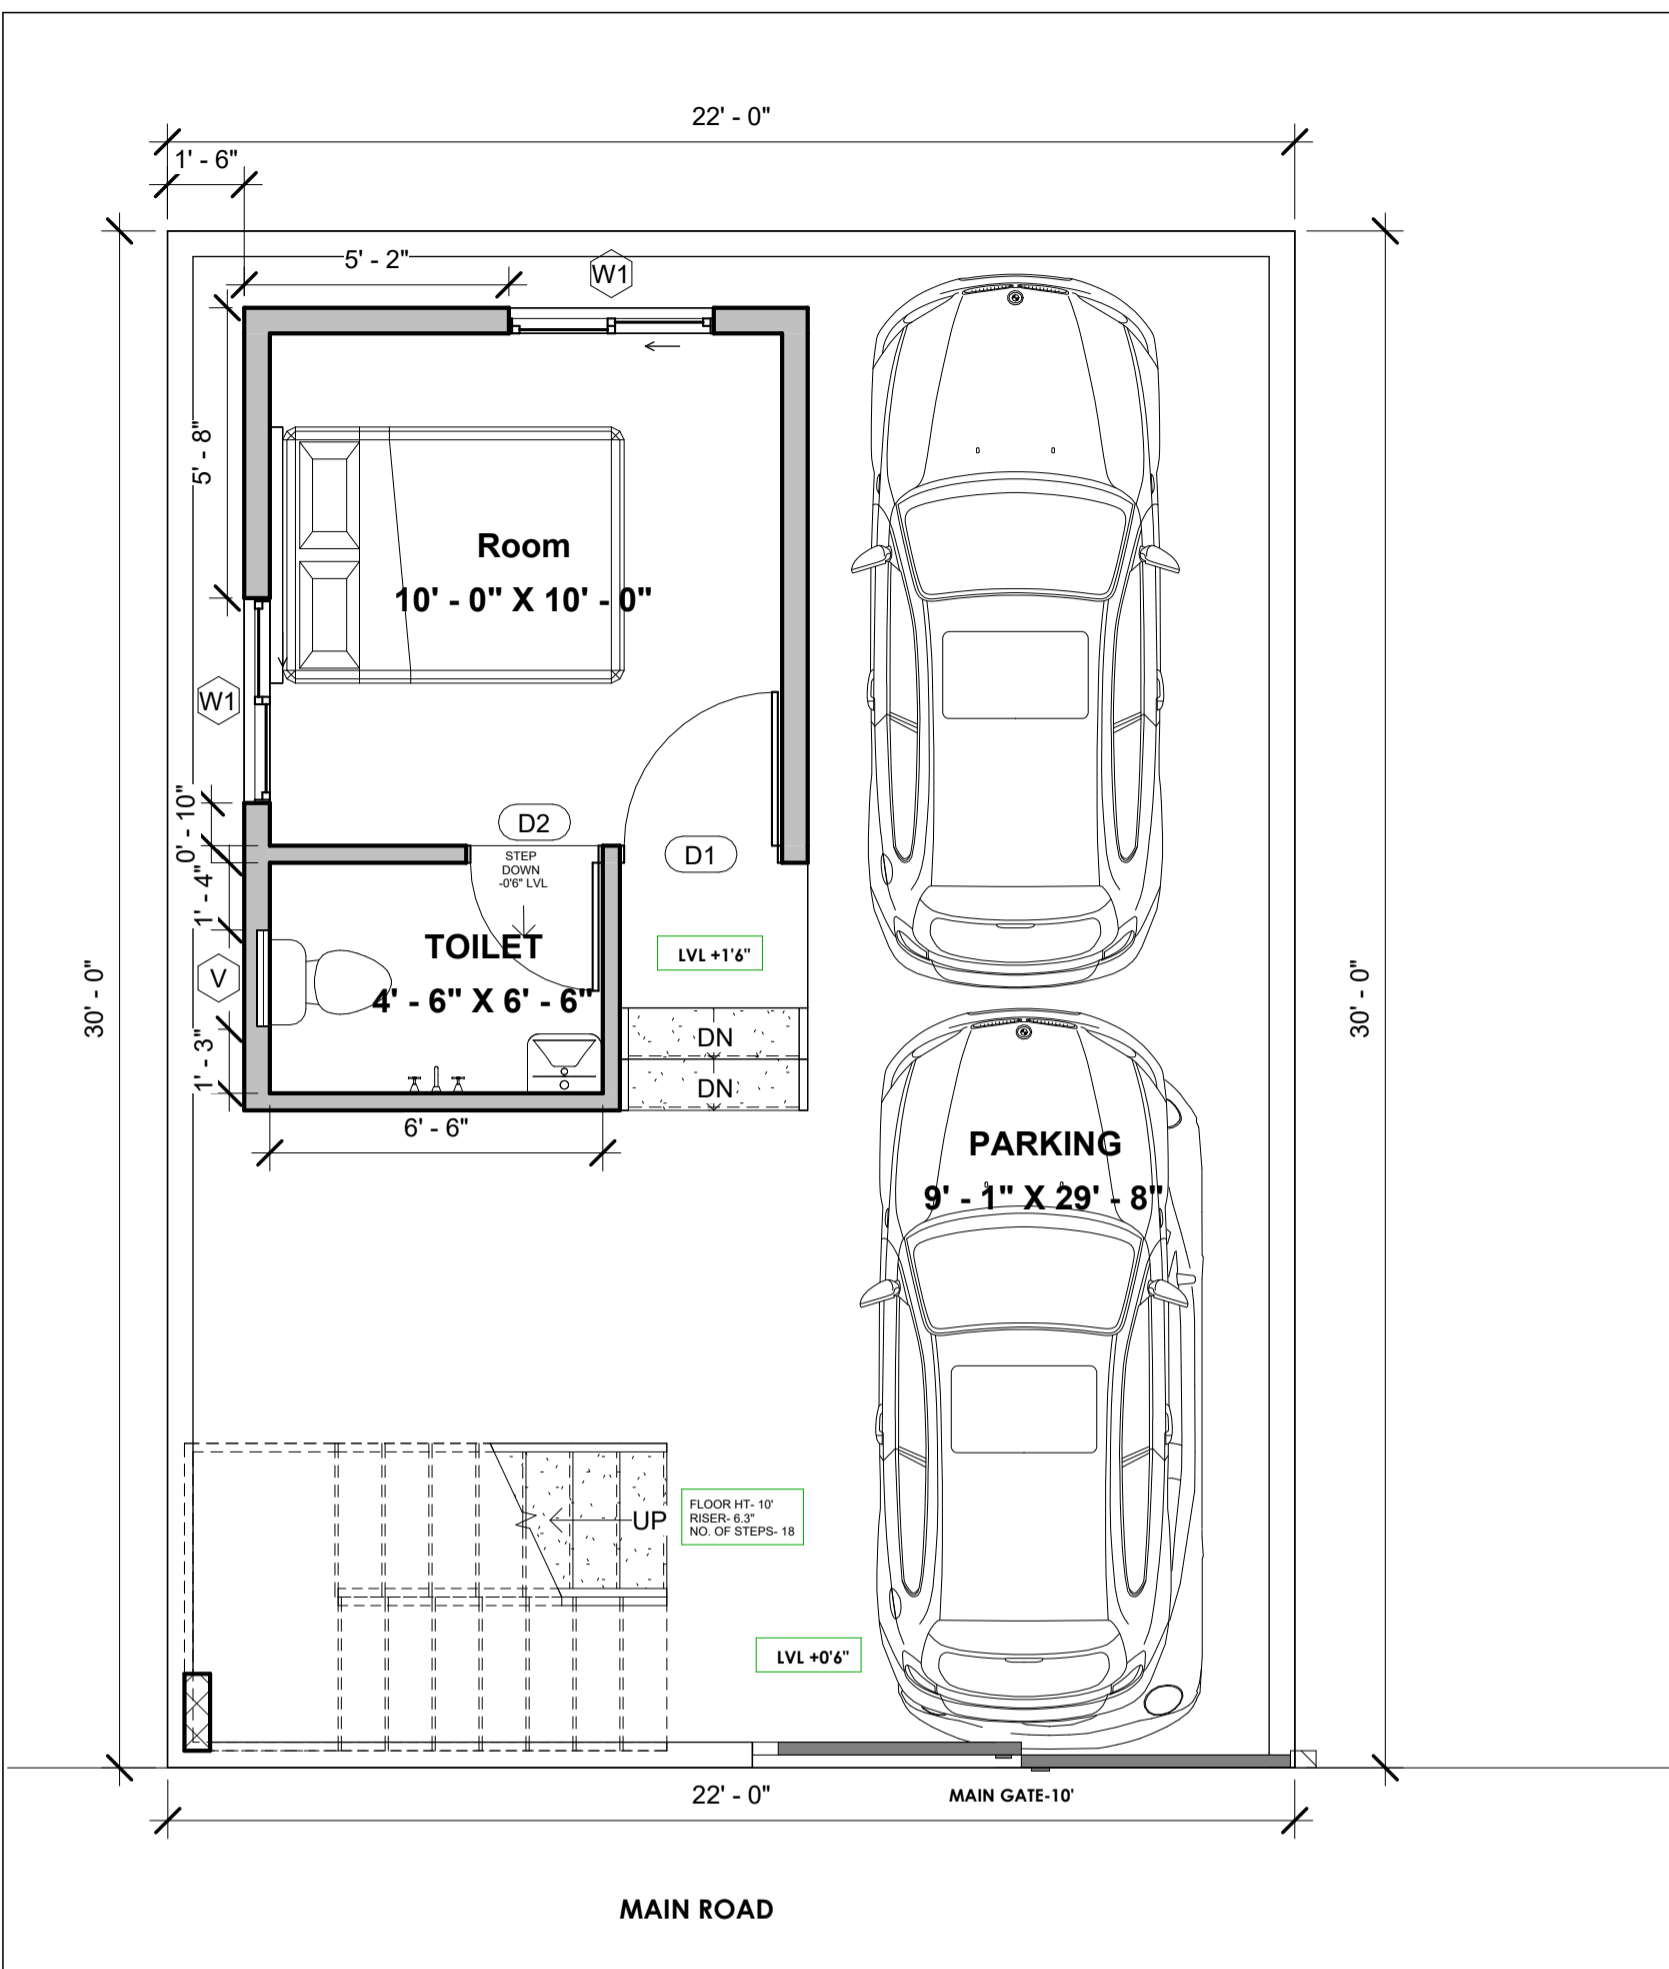 22' - 0"
1' - 6"
5' - 2"
W1
5' - 8"
Room
10' - 0" X 10' - 0"
W1
0' - 10"
D2
D1
STEP
DOWN
-0'6" LVL
1' - 4"
TOILET
LVL +1'6"
V
4' - 6" X 6' - 6"
30' - 0"
30' - 0"
1' - 3"
DN
DN
6' - 6"
PARKING
9' - 1" X 29' - 8"
UP
FLOOR HT- 10'
RISER- 6.3"
NO. OF STEPS- 18
LVL +0'6"
22' - 0"
MAIN GATE-10'
MAIN ROAD